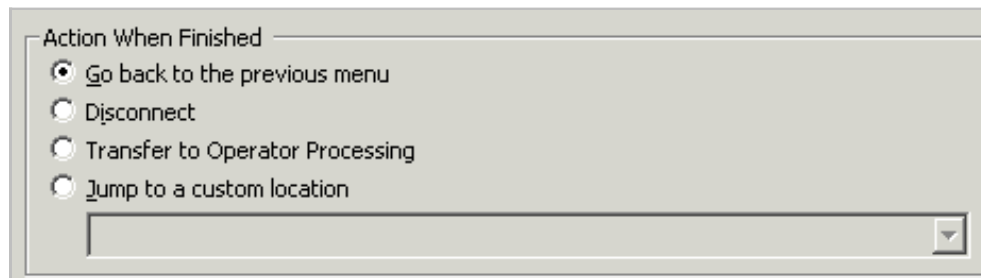 Action When Finished
Go back to the previous menu
Disconnect
Transfer to Operator Processing
Jump to a custom location